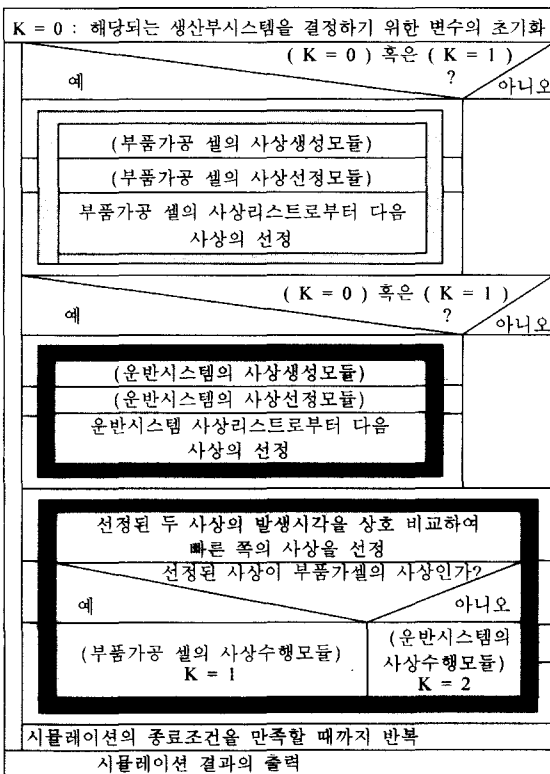 K = 0 : 해당되는 생산부시스템을 결정하기 위한 변수의 초기화
( K = 0 ) 혹은 ( K = 1 )
?
예
아니오
(부품가공 셀의 사상생성모듈)
(부품가공 셀의 사상선정모듈)
부품가공 셀의 사상리스트로부터 다음
사상의 선정
( K = 0 ) 혹은 ( K = 1 )
?
예
아니오
(운반시스템의 사상생성모듈)
(운반시스템의 사상선정모듈)
운반시스템 사상리스트로부터 다음
사상의 선정
선정된 두 사상의 발생시각을 상호 비교하여
빠른 쪽의 사상을 선정
선정된 사상이 부품가셀의 사상인가?
예
아니오
(부품가공 셀의 사상수행모듈)
K = 1
(운반시스템의
사상수행모듈)
K = 2
시뮬레이션의 종료조건을 만족할 때까지 반복
시뮬레이션 결과의 출력